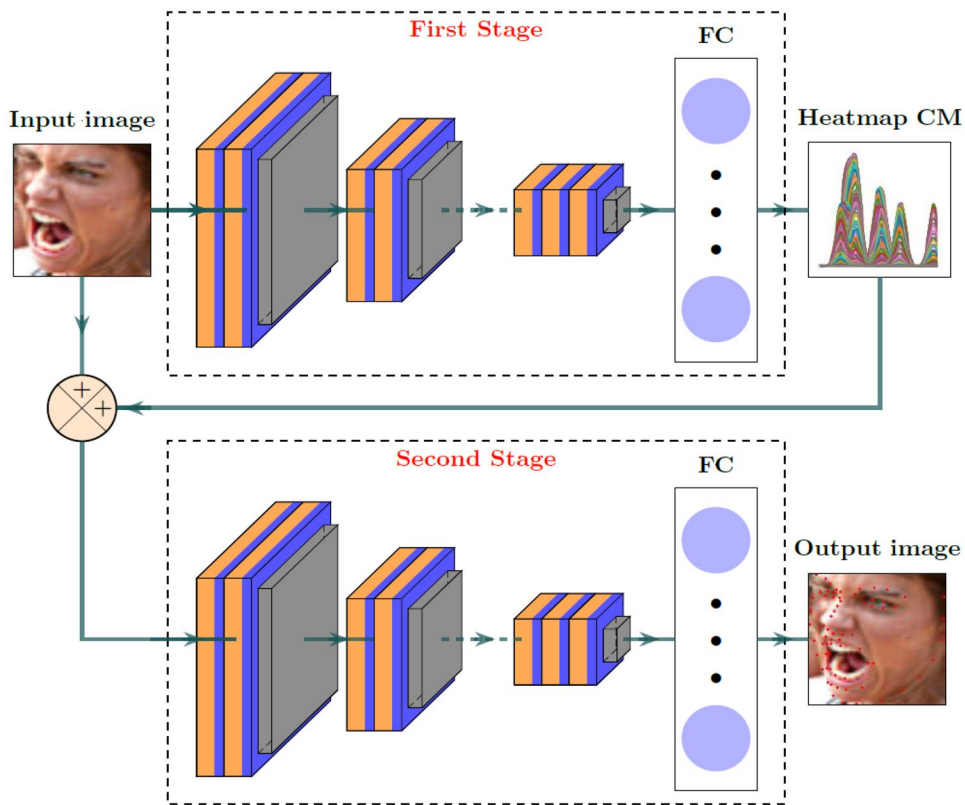 First Stage
FC
Input image
Heatmap CM
+
+
Second Stage
FC
Output image